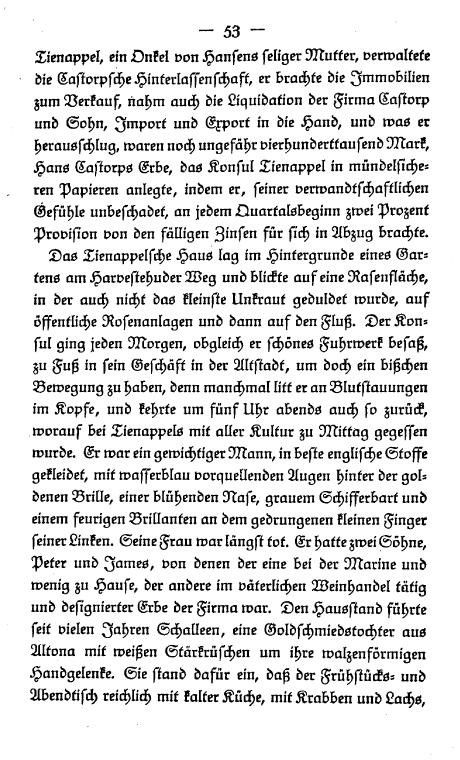 — 53 —
Tienappel, ein Onkel von Hansens seliger Mutter, verwaltete
die Castorpsche Hinterlassenschaft, er brachte die Immobilien
zum Verkauf, nahm auch die Liquidation der Firma Castorp
und Sohn, Import und Export in die Hand, und was er
herausschlug, waren noch ungefähr vierhunderttausend Mark,
Hans Castorps Erbe, das Konsul Tienappel in mündelsiche-
ren Papieren anlegte, indem er, seiner verwandtschaftlichen
Gefühle unbeschadet, an jedem Quartalsbeginn zwei Prozent
Provision von den fälligen Zinsen für sich in Abzug brachte.
Das Tienappelsche Haus lag im Hintergrunde eines Gar-
tens am Harvestehuder Weg und blickte auf eine Rasenfläche,
in der auch nicht das kleinste Unkraut geduldet wurde, auf
öffentliche Rosenanlagen und dann auf den Fluß. Der Kon-
sul ging jeden Morgen, obgleich er schönes Fuhrwerk besaß,
zu Fuß in sein Geschäft in der Altstadt, um doch ein bißchen
Bewegung zu haben, denn manchmal litt er an Blutstauungen
im Kopfe, und kehrte um fünf Uhr abends auch so zurück,
worauf bei Tienappels mit aller Kultur zu Mittag gegessen
wurde. Er war ein gewichtiger Mann, in beste englische Stoffe
gekleidet, mit wasserblau vorquellenden Augen hinter der gol-
denen Brille, einer blühenden Nase, grauem Schifferbart und
einem feurigen Brillanten an dem gedrungenen kleinen Finger
seiner Linken. Seine Frau war längst tot. Er hatte zwei Söhne,
Peter und James, von denen der eine bei der Marine und
wenig zu Hause, der andere im väterlichen Weinhandel tätig
und designierter Erbe der Firma war. Den Hausstand führte
seit vielen Jahren Schalleen, eine Goldschmiedstochter aus
Altona mit weißen Stärkrüschen um ihre walzenförmigen
Handgelenke. Sie stand dafür ein, daß der Frühstücks- und
Abendtisch reichlich mit kalter Küche, mit Krabben und Lachs,